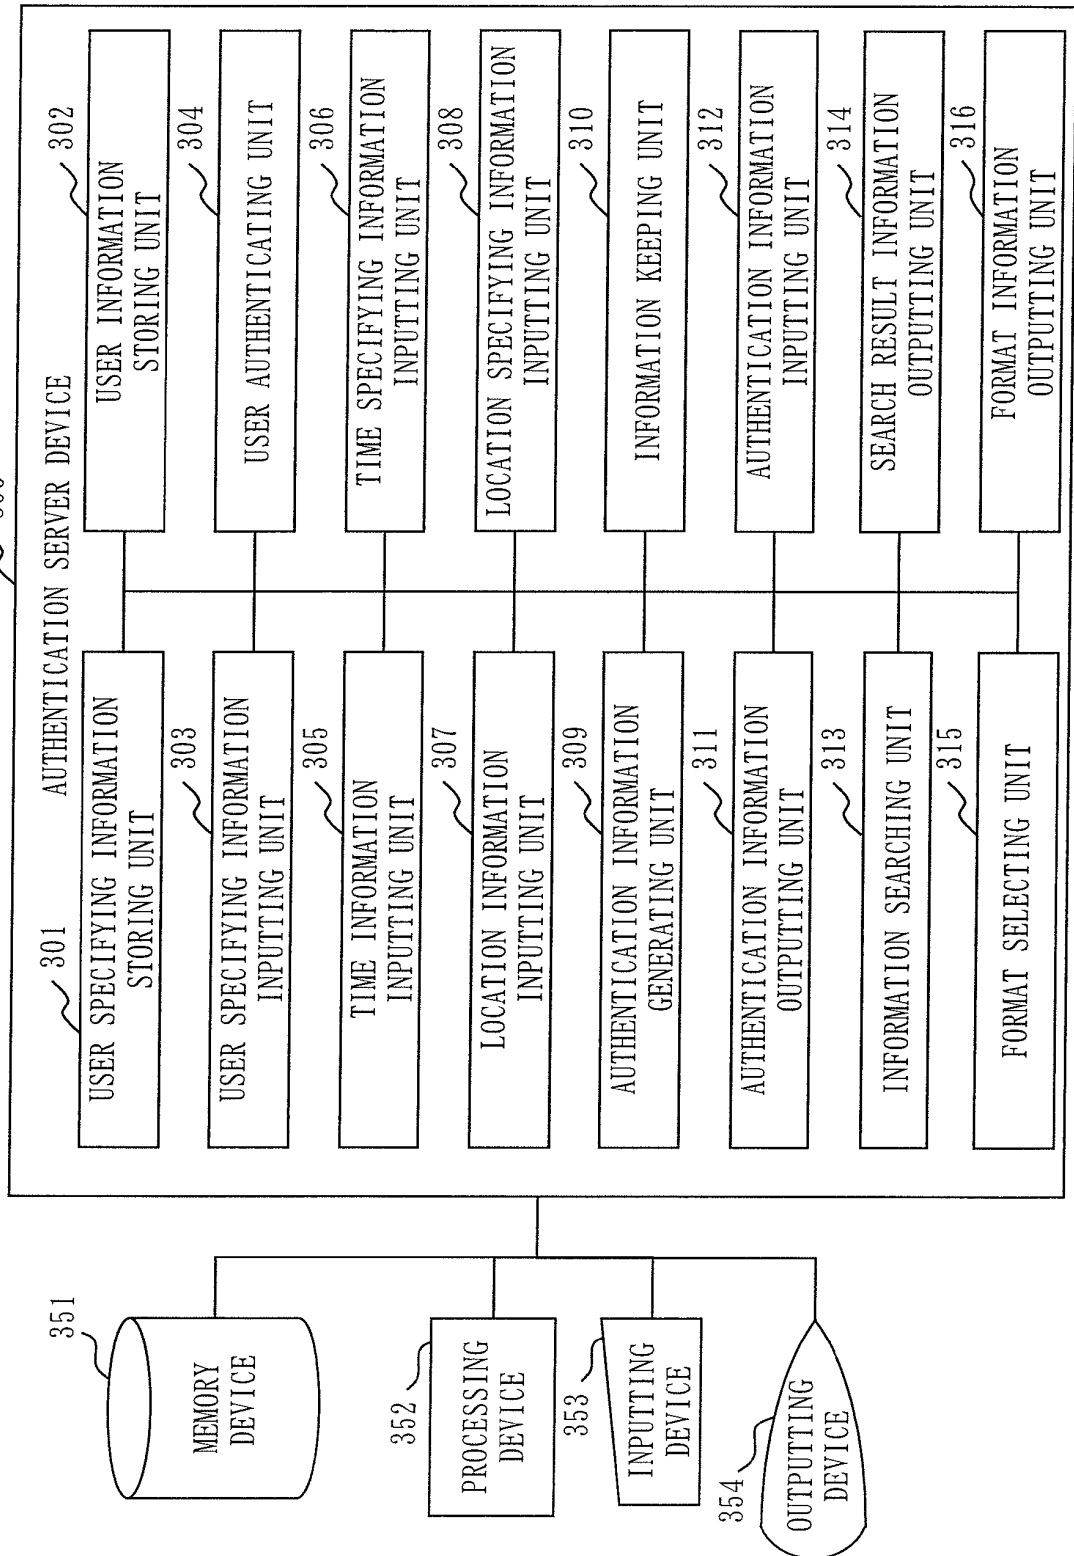 AUTHENTICATION SERVER DEVICE
301
USER SPECIFYING INFORMATION
STORING UNIT
302
USER INFORMATION
STORING UNIT
303
USER SPECIFYING INFORMATION
INPUTTING UNIT
304
USER AUTHENTICATING UNIT
305
TIME INFORMATION
INPUTTING UNIT
306
TIME SPECIFYING INFORMATION
INPUTTING UNIT
307
LOCATION INFORMATION
INPUTTING UNIT
308
LOCATION SPECIFYING INFORMATION
INPUTTING UNIT
309
AUTHENTICATION INFORMATION
GENERATING UNIT
310
INFORMATION KEEPING UNIT
311
AUTHENTICATION INFORMATION
OUTPUTING UNIT
312
AUTHENTICATION INFORMATION
INPUTTING UNIT
313
INFORMATION SEARCHING UNIT
314
SEARCH RESULT INFORMATION
OUTPUTTING UNIT
315
FORMAT SELECTING UNIT
316
FORMAT INFORMATION
OUTPUTTING UNIT
351
MEMORY
DEVICE
352
PROCESSING
DEVICE
353
INPUTTING
DEVICE
354
OUTPUTTING
DEVICE